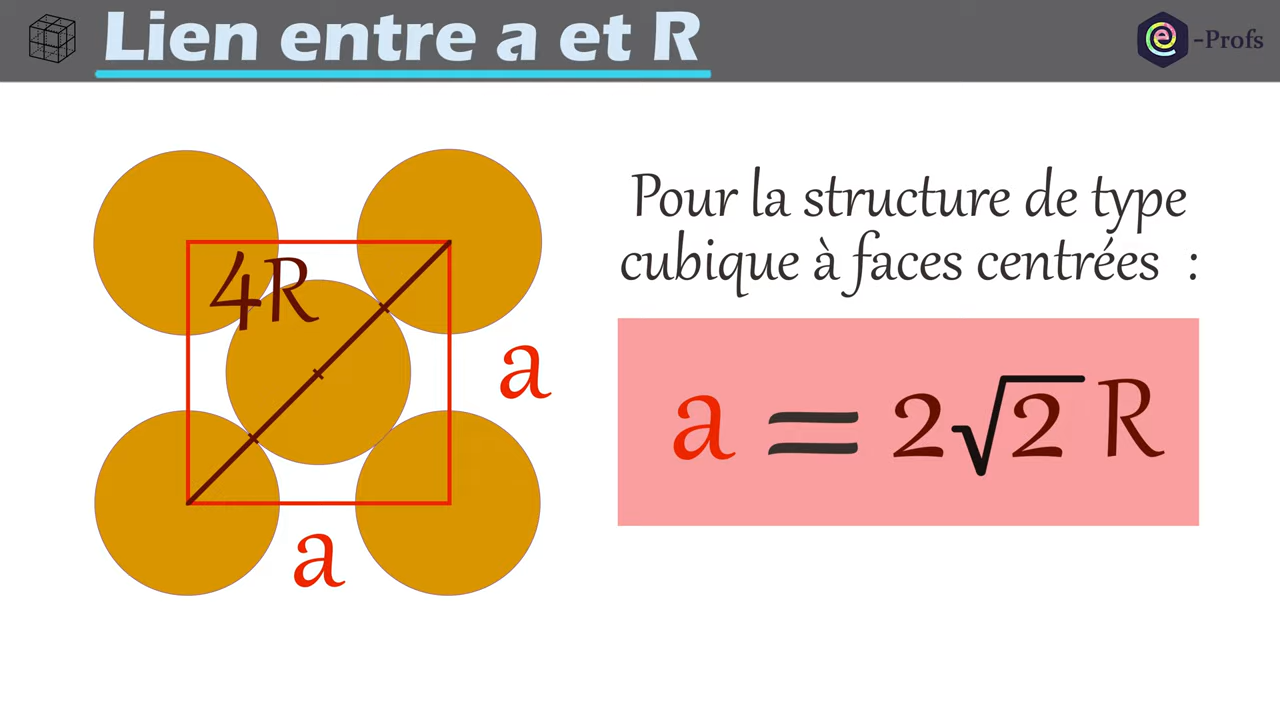 Lien entre a et R
e -Profs
4R
a
a
Pour la structure de type
cubique à faces centrées :
a = 2√2 R